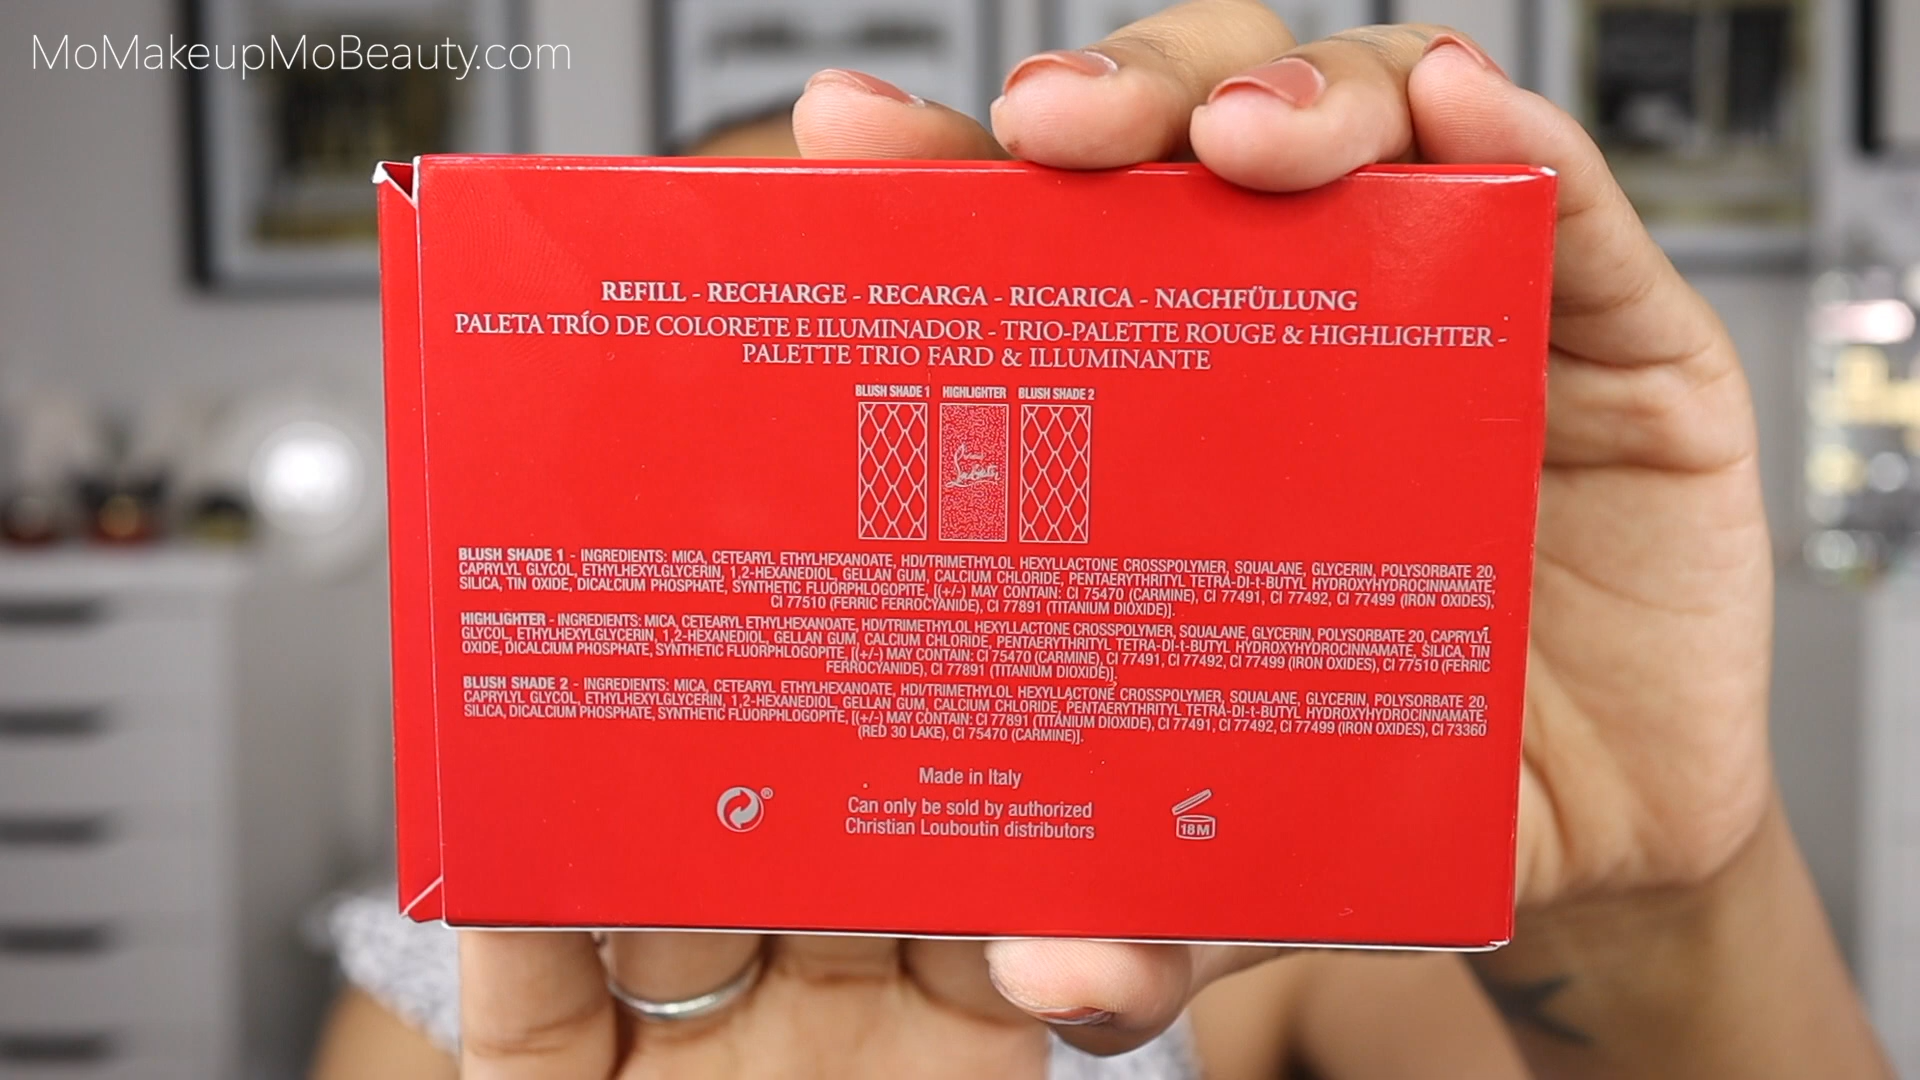 MoMakeupMoBeauty.com
REFILL - RECHARGE - RECARGA - RICARICA - NACHFÜLLUNG
PALETA TRÍO DE COLORETE E ILUMINADOR - TRIO-PALETTE ROUGE & HIGHLIGHTER -
PALETTE TRIO FARD & ILLUMINANTE
BLUSH SHADE 1 HIGHLIGHTER BLUSH SHADE 2
BLUSH SHADE 1 - INGREDIENTS: MICA, CETEARYL ETHYLHEXANOATE, HDI/TRIMETHYLOL HEXYLLACTONE CROSSPOLYMER, SQUALANE, GLYCERIN, POLYSORBATE 20,
CAPRYLYL GLYCOL, ETHYLHEXYLGLYCERIN, 1,2-HEXANEDIOL, GELLAN GUM, CALCIUM CHLORIDE, PENTAERYTHRITYL TETRA-DI-t-BUTYL HYDROXYHYDROCINNAMATE,
SILICA, TIN OXIDE, DICALCIUM PHOSPHATE, SYNTHETIC FLUORPHLOGOPITE, [(+/-) MAY CONTAIN: CI 75470 (CARMINE), CI 77491, CI 77492, CI 77499 (IRON OXIDES),
CI 77510 (FERRIC FERROCYANIDE), CI 77891 (TITANIUM DIOXIDE)].
HIGHLIGHTER - INGREDIENTS: MICA, CETEARYL ETHYLHEXANOATE, HDI/TRIMETHYLOL HEXYLLACTONE CROSSPOLYMER, SQUALANE, GLYCERIN, POLYSORBATE 20, CAPRYLYL
GLYCOL, ETHYLHEXYLGLYCERIN, 1,2-HEXANEDIOL, GELLAN GUM, CALCIUM CHLORIDE, PENTAERYTHRITYL TETRA-DI-t-BUTYL HYDROXYHYDROCINNAMATE, SILICA, TIN
OXIDE, DICALCIUM PHOSPHATE, SYNTHETIC FLUORPHLOGOPITE, [(+/-) MAY CONTAIN: CI 75470 (CARMINE), CI 77491, CI 77492, CI 77499 (IRON OXIDES), CI 77510 (FERRIC
FERROCYANIDE), CI 77891 (TITANIUM DIOXIDE)].
BLUSH SHADE 2 - INGREDIENTS: MICA, CETEARYL ETHYLHEXANOATE, HDI/TRIMETHYLOL HEXYLLACTONE CROSSPOLYMER, SQUALANE, GLYCERIN, POLYSORBATE 20,
CAPRYLYL GLYCOL, ETHYLHEXYLGLYCERIN, 1,2-HEXANEDIOL, GELLAN GUM, CALCIUM CHLORIDE, PENTAERYTHRITYL TETRA-DI-t-BUTYL HYDROXYHYDROCINNAMATE,
SILICA, DICALCIUM PHOSPHATE, SYNTHETIC FLUORPHLOGOPITE, [(+/-) MAY CONTAIN: CI 77891 (TITANIUM DIOXIDE), CI 77491, CI 77492, CI 77499 (IRON OXIDES), CI 73360
(RED 30 LAKE), CI 75470 (CARMINE)].
Made in Italy
Can only be sold by authorized
Christian Louboutin distributors
18M